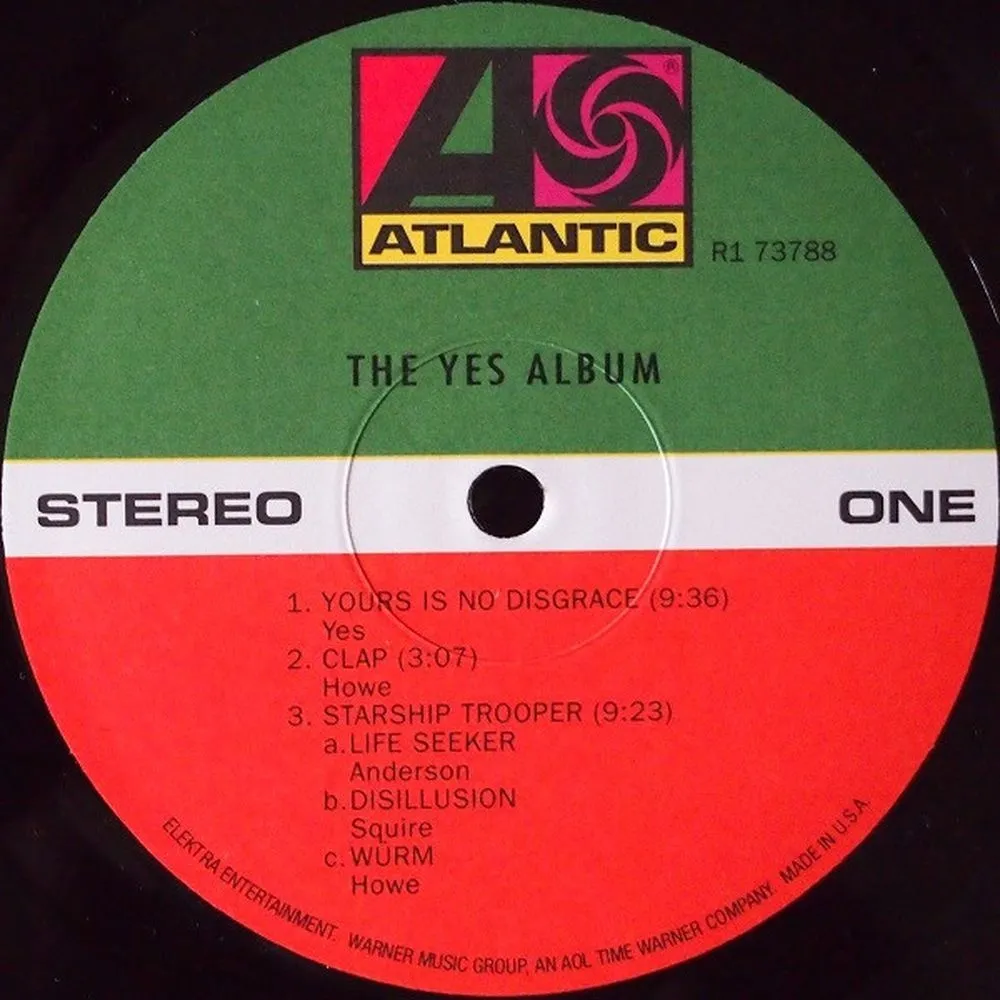 ®
ATLANTIC
R1 73788
THE YES ALBUM
STEREO
ONE
1. YOURS IS NO DISGRACE (9:36)
Yes
2. CLAP (3:07)
Howe
3. STARSHIP TROOPER (9:23)
a. LIFE SEEKER
Anderson
b. DISILLUSION
Squire
c. WÜRM
Howe
ELEKTRA ENTERTAINMENT. WARNER MUSIC GROUP, AN AOL TIME WARNER COMPANY. MADE IN U.S.A.